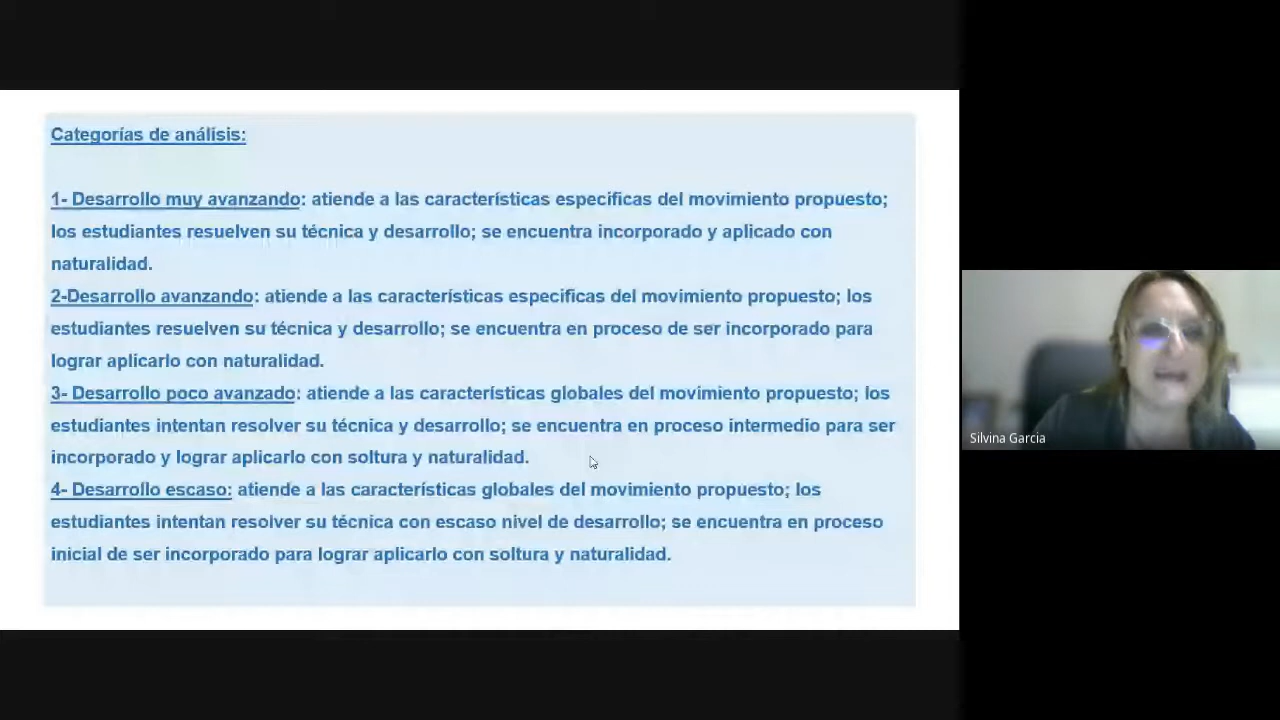 Categorías de análisis:
1- Desarrollo muy avanzando: atiende a las características específicas del movimiento propuesto;
los estudiantes resuelven su técnica y desarrollo; se encuentra incorporado y aplicado con
naturalidad.
2-Desarrollo avanzando: atiende a las características especificas del movimiento propuesto; los
estudiantes resuelven su técnica y desarrollo; se encuentra en proceso de ser incorporado para
lograr aplicarlo con naturalidad.
3- Desarrollo poco avanzado: atiende a las características globales del movimiento propuesto; los
estudiantes intentan resolver su técnica y desarrollo; se encuentra en proceso intermedio para ser
incorporado y lograr aplicarlo con soltura y naturalidad.
4- Desarrollo escaso: atiende a las características globales del movimiento propuesto; los
estudiantes intentan resolver su técnica con escaso nivel de desarrollo; se encuentra en proceso
inicial de ser incorporado para lograr aplicarlo con soltura y naturalidad.
Silvina Garcia